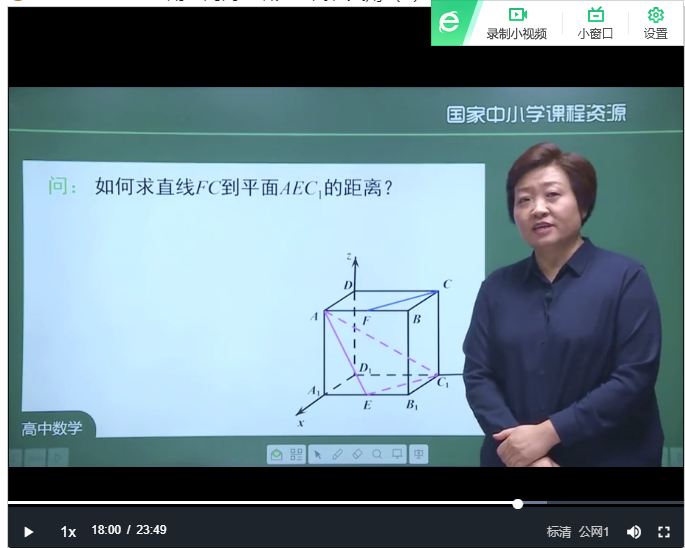 录制小视频
小窗口
设置
国家中小学课程资源
问： 如何求直线FC到平面AEC₁的距离？
z
D
C
A
F
B
D₁
C₁
A₁
E
B₁
x
高中数学
1x
18:00 / 23:49
标清
公网1